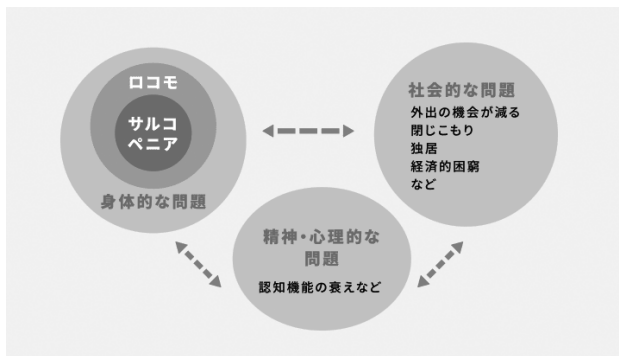 ロコモ
サルコ
ペニア
身体的な問題
社会的な問題
外出の機会が減る
閉じこもり
独居
経済的困窮
など
精神・心理的な
問題
認知機能の衰えなど